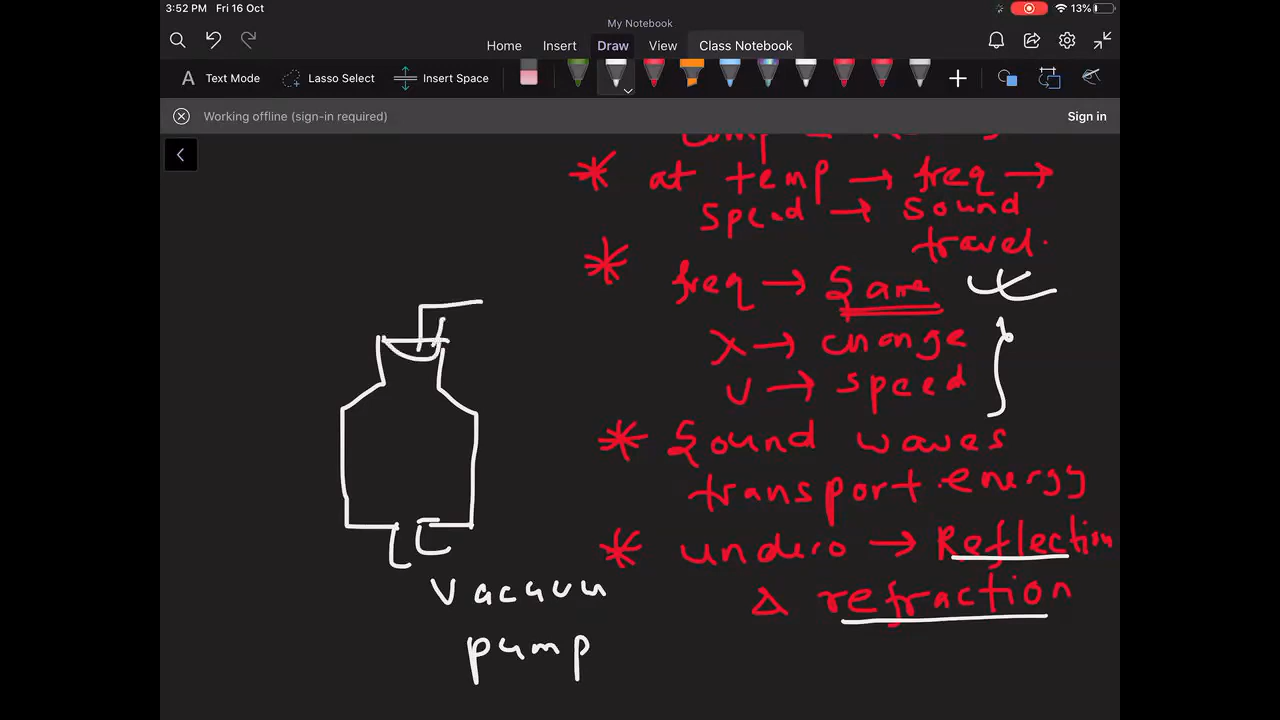 3:52 PM Fri 16 Oct
13%
My Notebook
Home Insert Draw View Class Notebook
Text Mode Lasso Select Insert Space
Working offline (sign-in required)
Sign in
* at temp → freq →
speed → sound
travel.
* freq → Same
λ → change
v → speed
* Sound waves
transport energy
* undero → Reflection
& refraction
Vacuum
pump